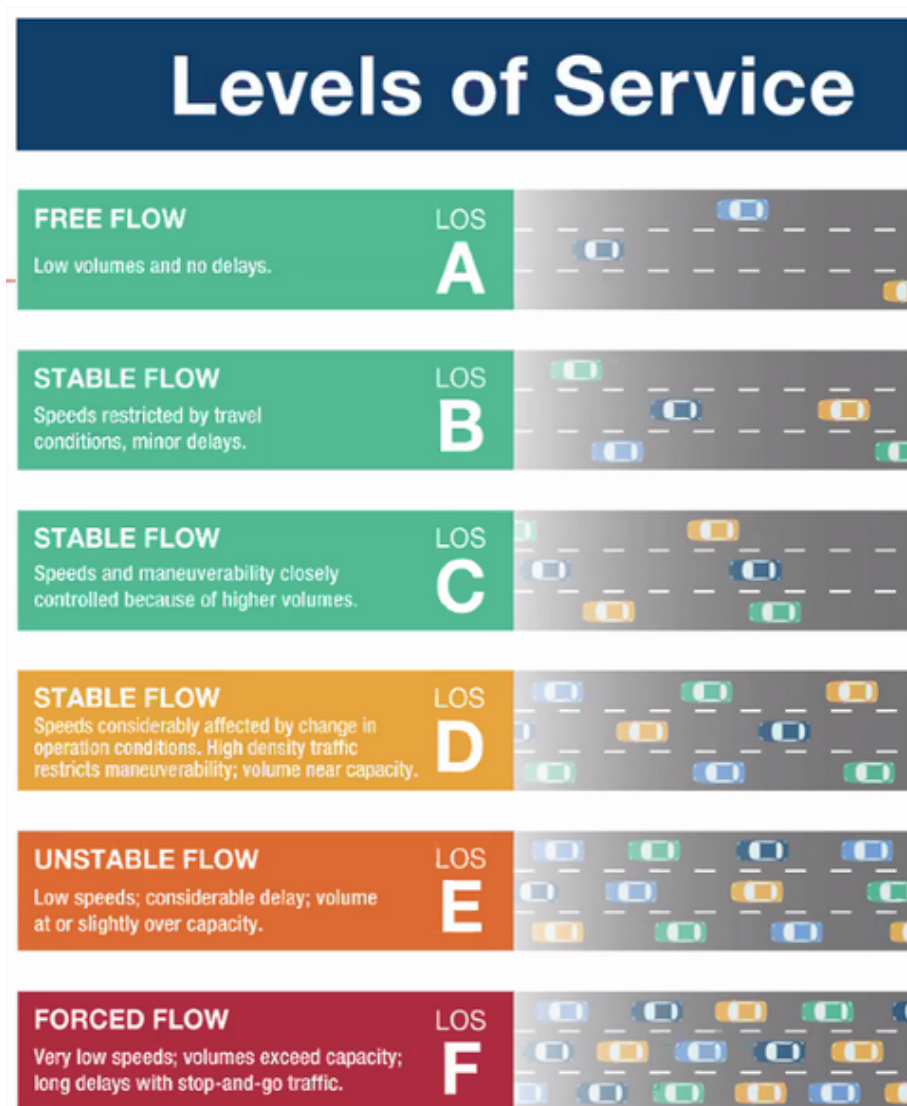 Levels of Service
FREE FLOW
LOS
A
Low volumes and no delays.
STABLE FLOW
LOS
B
Speeds restricted by travel
conditions, minor delays.
STABLE FLOW
LOS
C
Speeds and maneuverability closely
controlled because of higher volumes.
STABLE FLOW
LOS
D
Speeds considerably affected by change in
operation conditions. High density traffic
restricts maneuverability; volume near capacity.
UNSTABLE FLOW
LOS
E
Low speeds; considerable delay; volume
at or slightly over capacity.
FORCED FLOW
LOS
F
Very low speeds; volumes exceed capacity;
long delays with stop-and-go traffic.